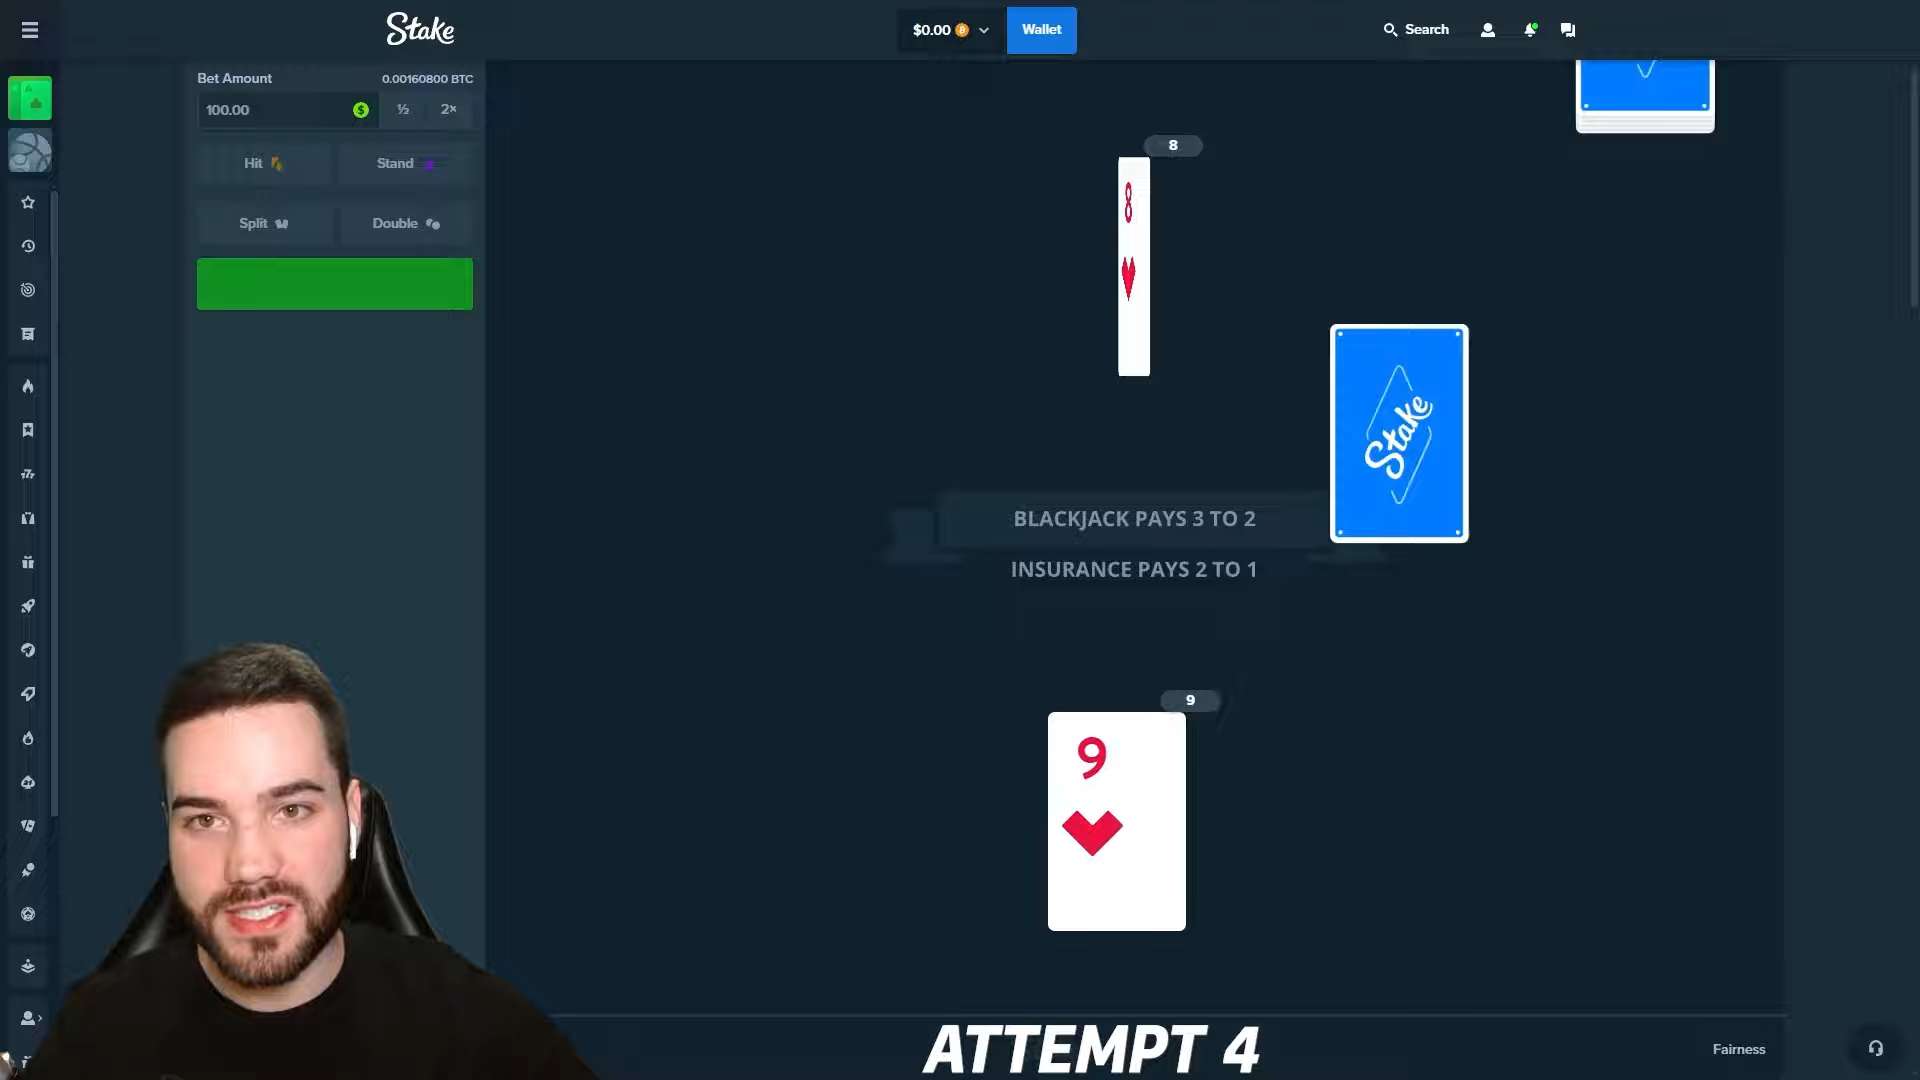 Stake
$0.00
Wallet
Search
Bet Amount
0.00160800 BTC
100.00
½
2×
Hit
Stand
Split
Double
8
8
Stake
BLACKJACK PAYS 3 TO 2
INSURANCE PAYS 2 TO 1
9
9
ATTEMPT 4
Fairness